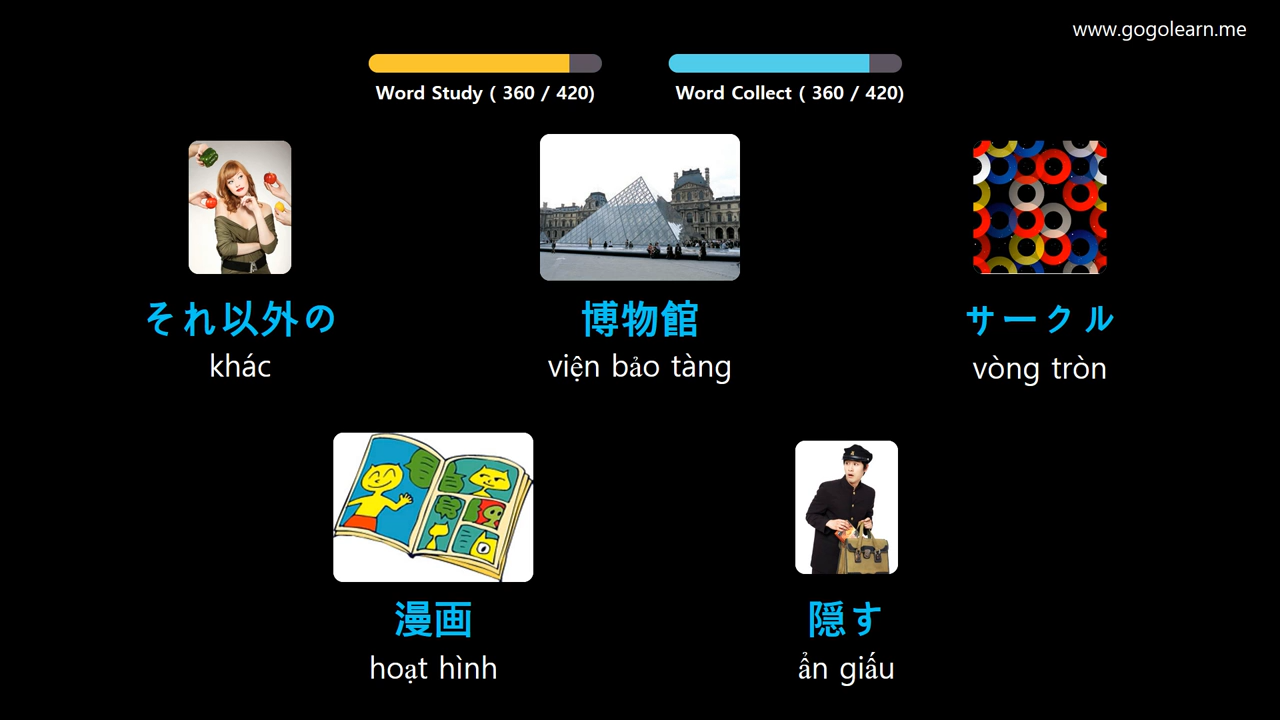 www.gogolearn.me
Word Study ( 360 / 420)
Word Collect ( 360 / 420)
それ以外の
khác
博物館
viện bảo tàng
サークル
vòng tròn
漫画
hoạt hình
隠す
ẩn giấu